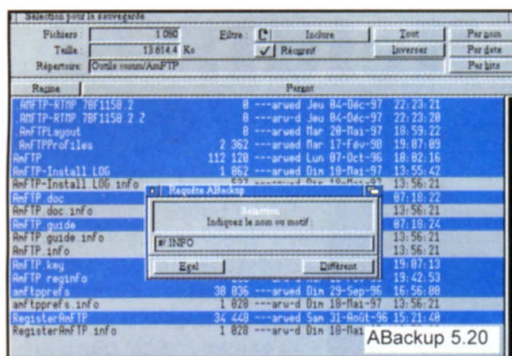 Sélection pour la sauvegarde
Fichiers : 1 090 Filtre : Inclure Tout Par nom
Taille : 13 614.4 Ko Récursif Inverser Par date
Répertoire: Outils comm/AmFTP Par bits
Racine Parent
.AmFTP-RTMP 7BF1158.2 0 ---arwed Jeu 04-Déc-97 22:23:21
.AmFTP-RTMP 7BF1158.2 2 0 ---arw-d Jeu 04-Déc-97 22:23:20
.AmFTPLayout 0 ---arwed Mar 20-Mai-97 18:59:22
.AmFTPProfiles 2 362 ---arwed Mar 17-Fév-98 19:07:09
AmFTP 112 128 ---arwed Lun 07-Oct-96 18:02:16
AmFTP-Install LOG 1 062 ---arwed Dim 18-Mai-97 13:55:42
AmFTP-Install LOG.info 13:56:21
AmFTP.doc 07:18:22
AmFTP.doc.info 13:56:21
AmFTP.guide 07:18:24
AmFTP.guide.info 13:56:21
AmFTP.info 13:56:21
AmFTP.key 19:07:13
AmFTP.reginfo 19:42:53
amftpprefs 38 036 ---arwed Dim 29-Sep-96 16:56:00
amftpprefs.info 1 028 ---arw-d Dim 18-Mai-97 13:56:21
RegisterAmFTP 34 448 ---arwed Sam 31-Août-96 15:21:40
RegisterAmFTP.info 1 028 ---arw-d Dim 18-Mai
Requête ABackup
Sélection
Indiquez le nom ou motif :
#?.INFO
Egal Différent
ABackup 5.20